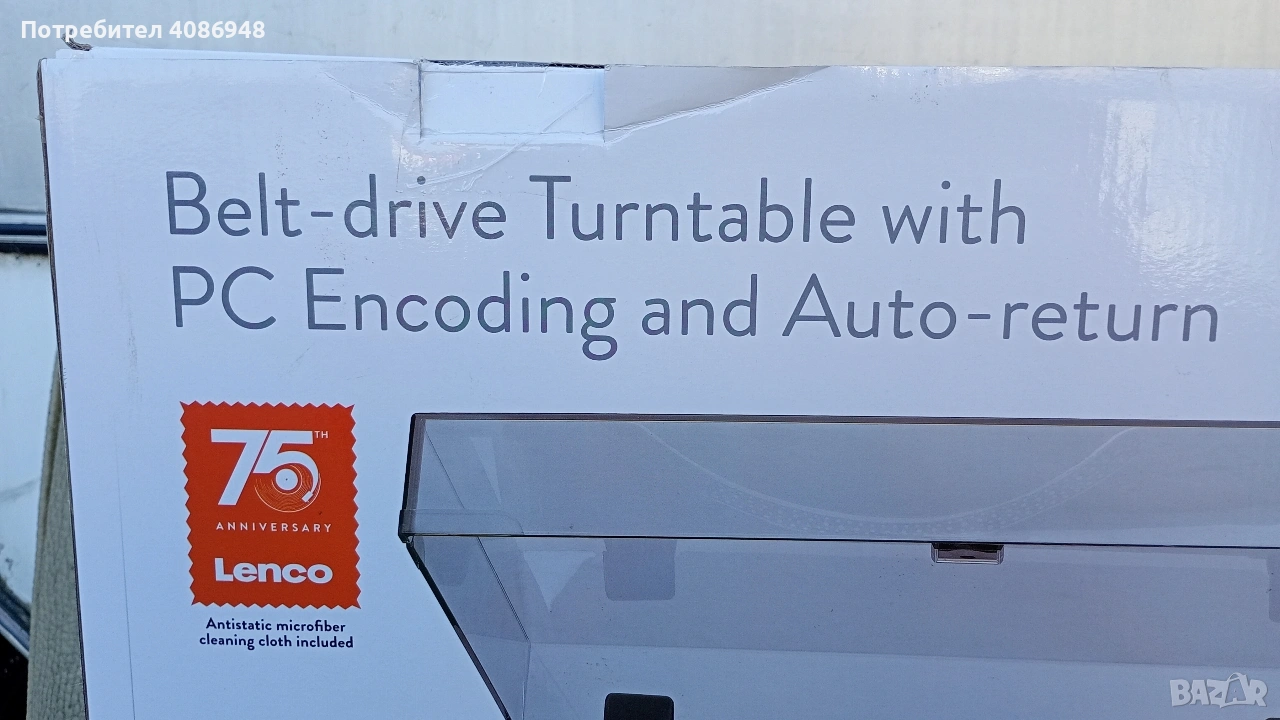 Потребител 4086948
Belt-drive Turntable with
PC Encoding and Auto-return
75TH
ANNIVERSARY
Lenco
Antistatic microfiber
cleaning cloth included
BAZAR